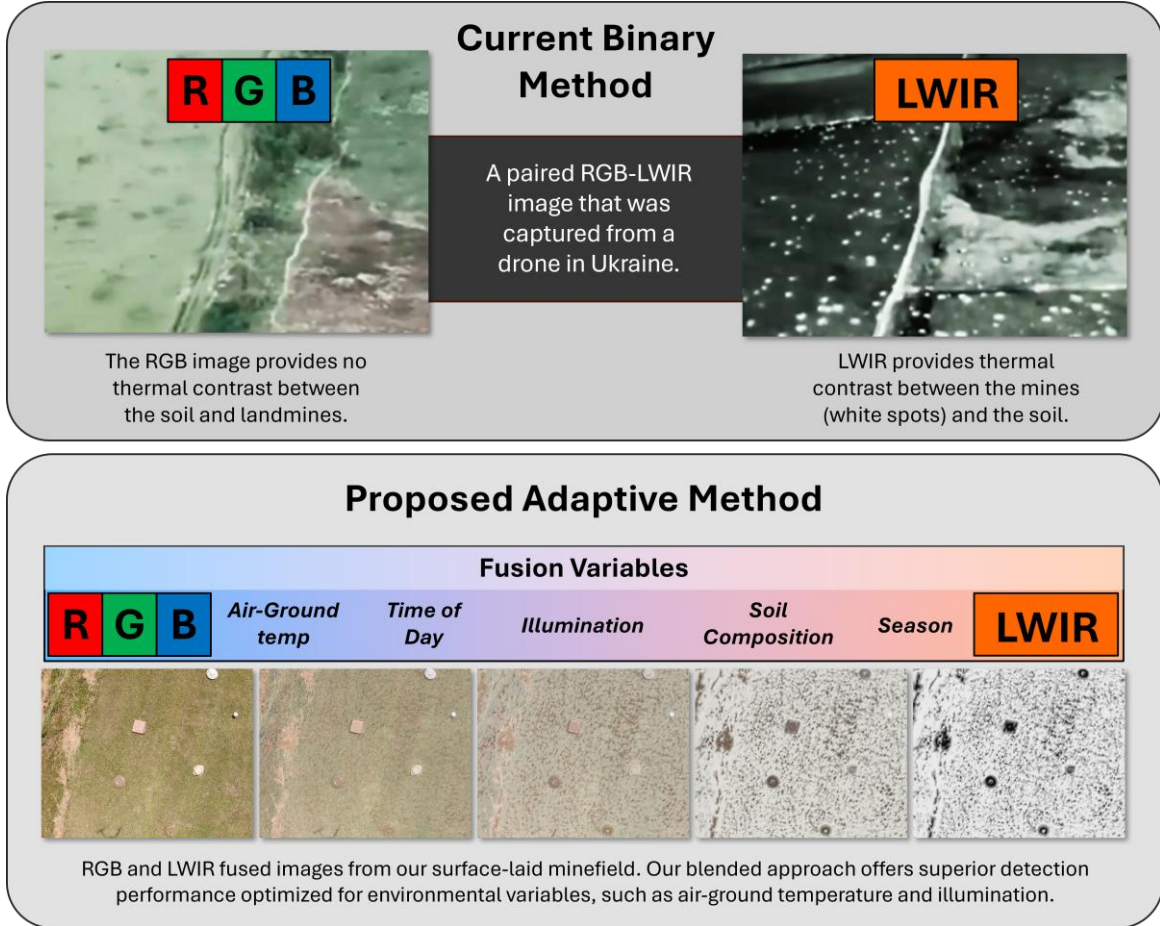 Current Binary
Method
R G B
LWIR
A paired RGB-LWIR
image that was
captured from a
drone in Ukraine.
The RGB image provides no
thermal contrast between
the soil and landmines.
LWIR provides thermal
contrast between the mines
(white spots) and the soil.
Proposed Adaptive Method
Fusion Variables
R G B
Air-Ground
temp
Time of
Day
Illumination
Soil
Composition
Season
LWIR
RGB and LWIR fused images from our surface-laid minefield. Our blended approach offers superior detection
performance optimized for environmental variables, such as air-ground temperature and illumination.